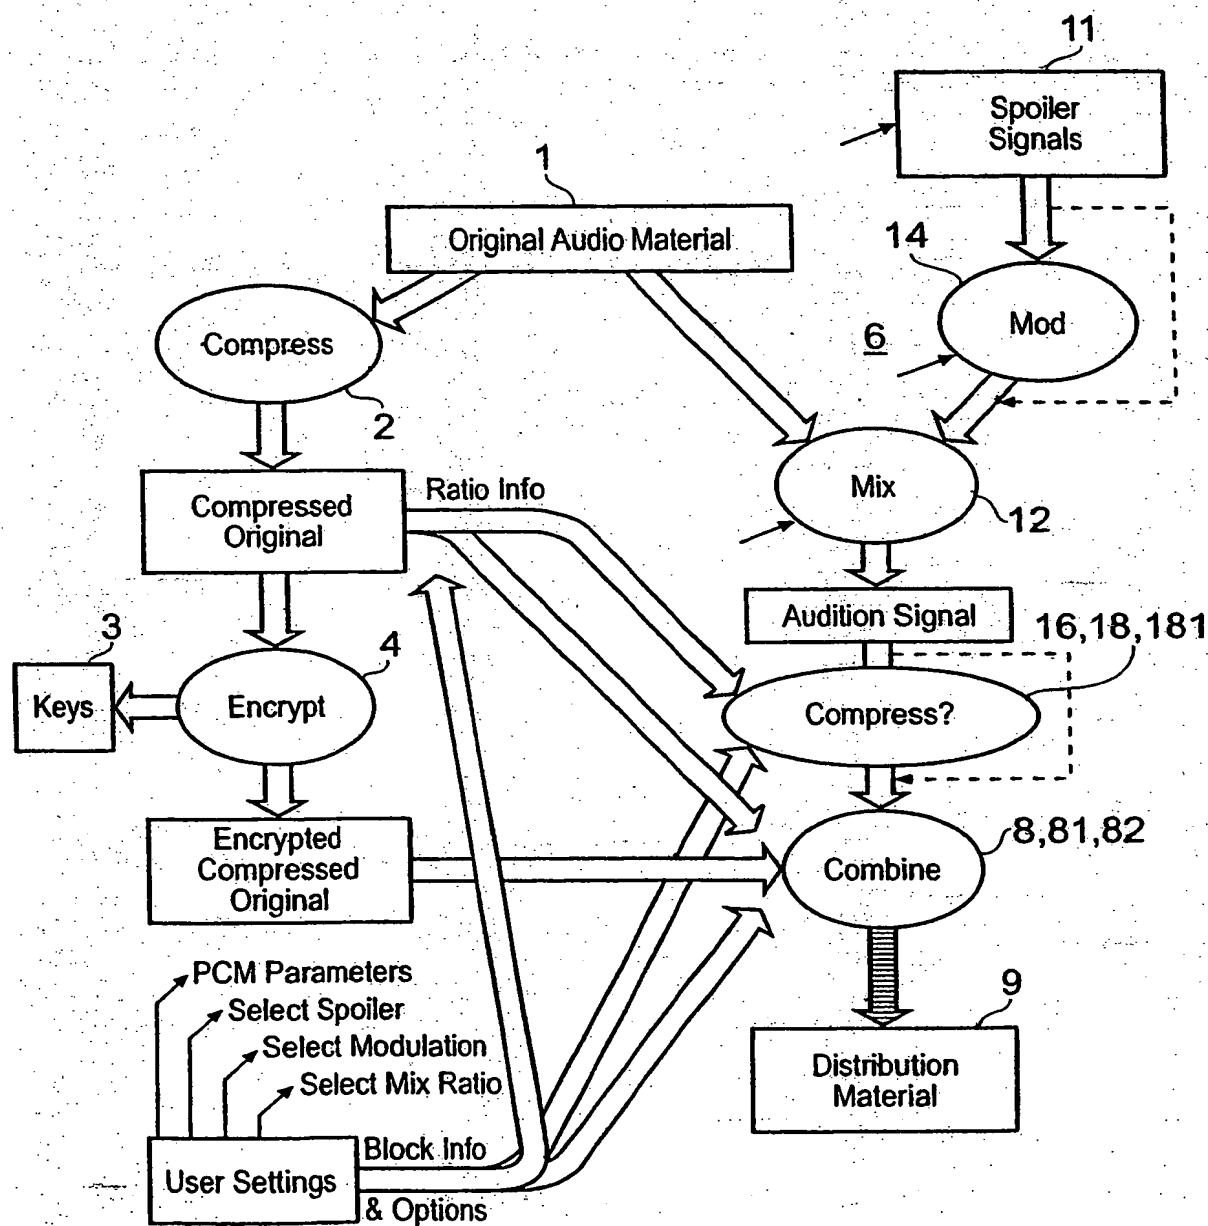 11
Spoiler
Signals
1
Original Audio Material
14
Mod
6
Compress
2
Mix
12
Ratio Info
Compressed
Original
Audition Signal
16,18,181
3
Keys
4
Encrypt
Compress?
8,81,82
Encrypted
Compressed
Original
Combine
PCM Parameters
Select Spoiler
Select Modulation
Select Mix Ratio
9
Distribution
Material
User Settings
Block Info
& Options